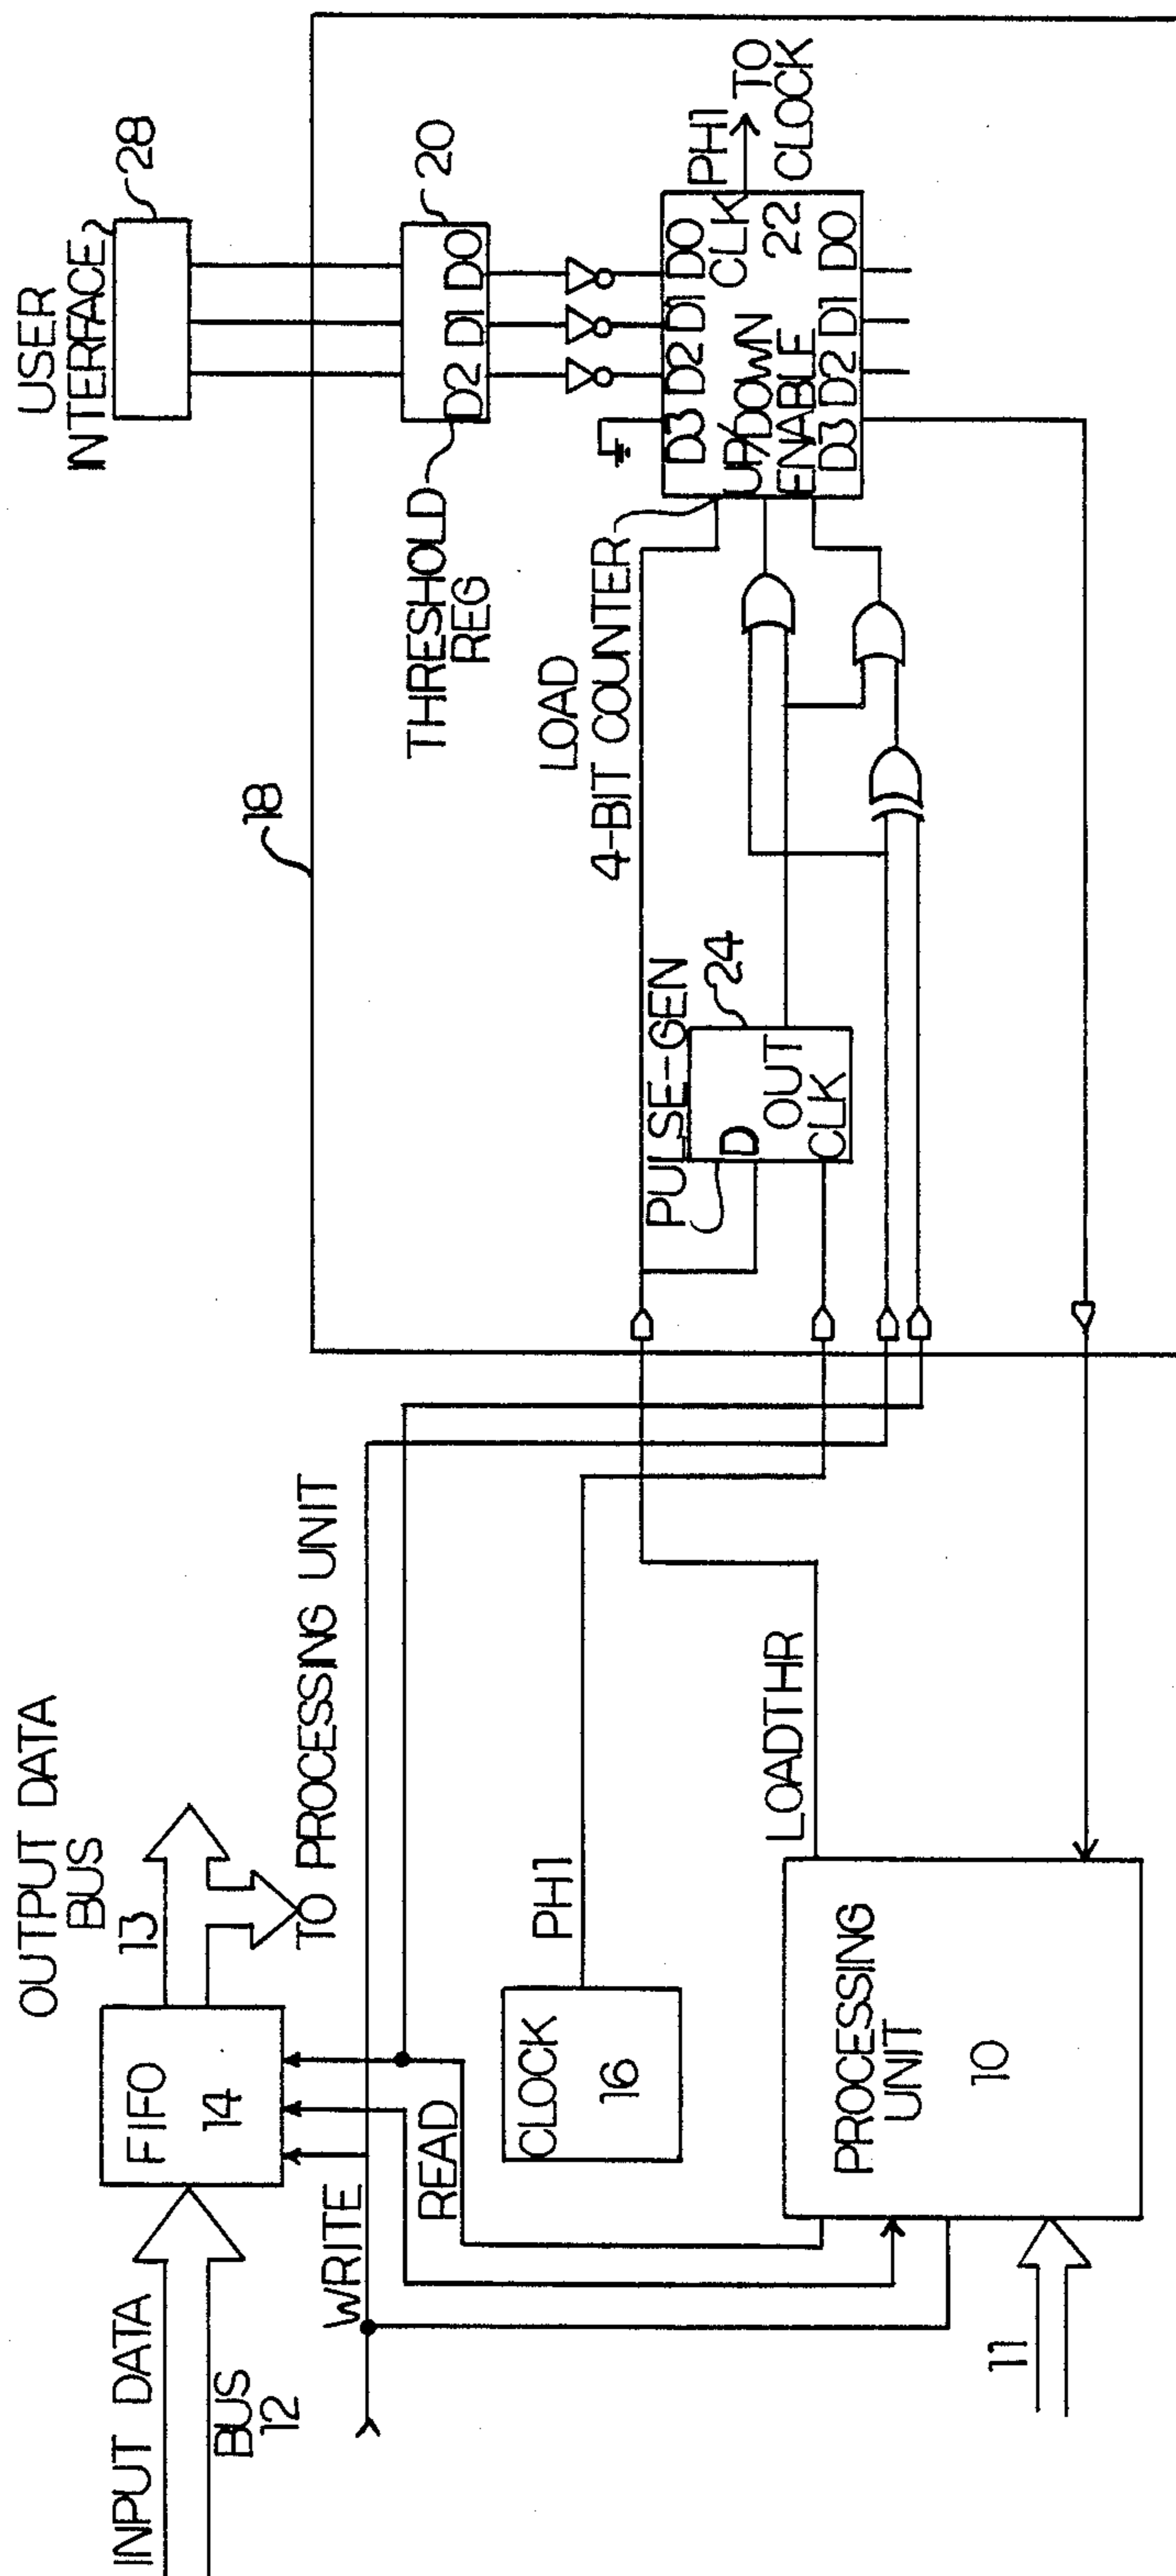 INPUT DATA
BUS
12
OUTPUT DATA
BUS
13
FIFO
14
TO PROCESSING UNIT
WRITE
READ
CLOCK
16
PH1
PROCESSING
UNIT
10
11
LOADTHR
18
USER
INTERFACE
28
THRESHOLD
REG
20
D2 D1 D0
LOAD
4-BIT COUNTER
D3 D2 D1 D0
UP/DOWN CLK
ENABLE 22
D3 D2 D1 D0
PH1
TO
CLOCK
PULSE-GEN
24
D
OUT
CLK